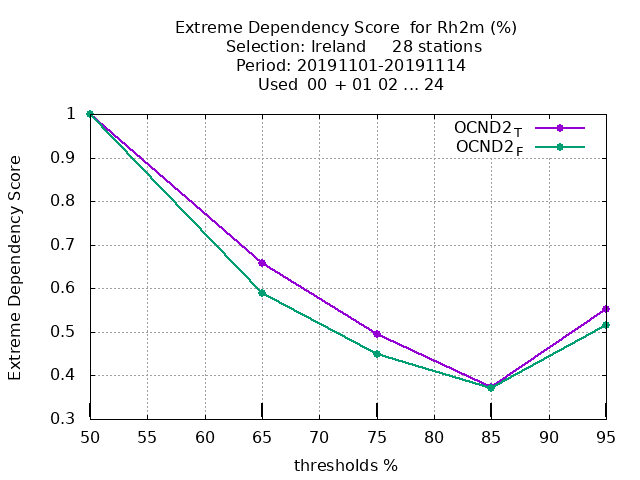 Extreme Dependency Score  for Rh2m (%)
Selection: Ireland     28 stations
Period: 20191101-20191114
Used  00  + 01 02 ... 24
OCND2T
OCND2F
1
0.9
0.8
0.7
0.6
0.5
0.4
0.3
Extreme Dependency Score
50 55 60 65 70 75 80 85 90 95
thresholds %